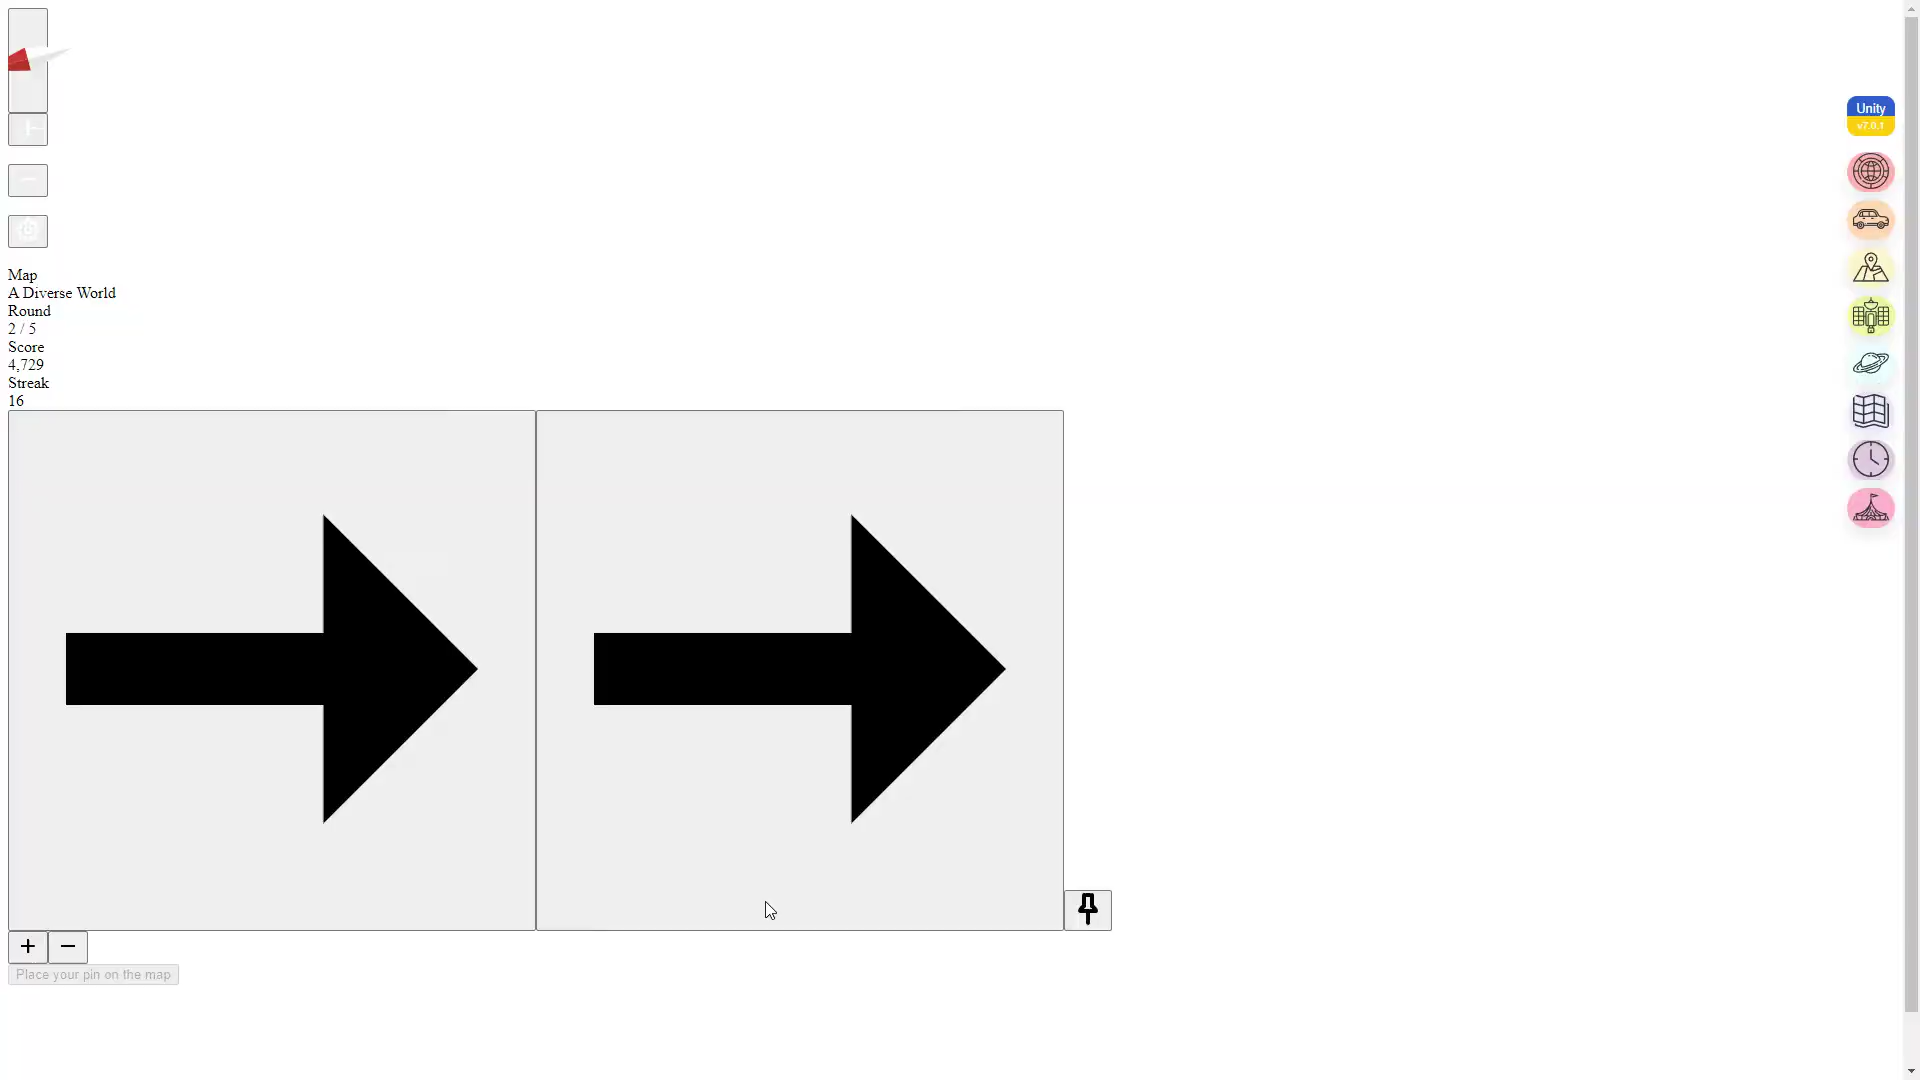 Unity
v7.0.1
Map
A Diverse World
Round
2 / 5
Score
4,729
Streak
16
Place your pin on the map